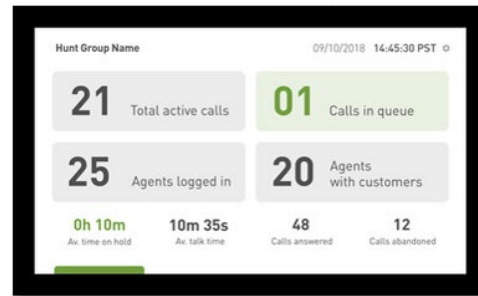 Hunt Group Name 09/10/2018 14:45:30 PST
21 Total active calls
01 Calls in queue
25 Agents logged in
20 Agents
with customers
0h 10m 10m 35s 48 12
Av. time on hold Av. talk time Calls answered Calls abandoned